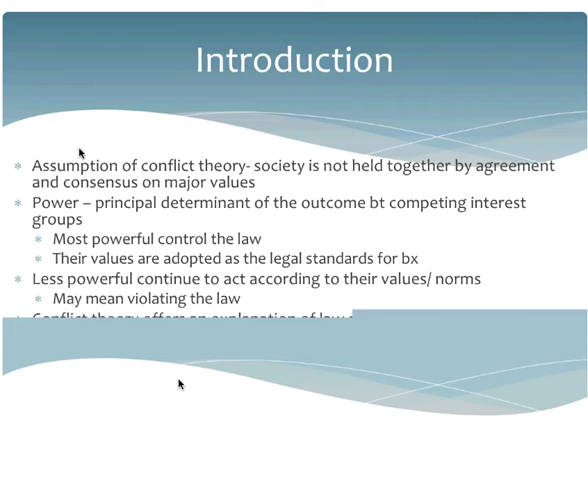 Introduction
Assumption of conflict theory- society is not held together by agreement
and consensus on major values
Power – principal determinant of the outcome bt competing interest
groups
Most powerful control the law
Their values are adopted as the legal standards for bx
Less powerful continue to act according to their values/ norms
May mean violating the law
Conflict theory offers an explanation of law